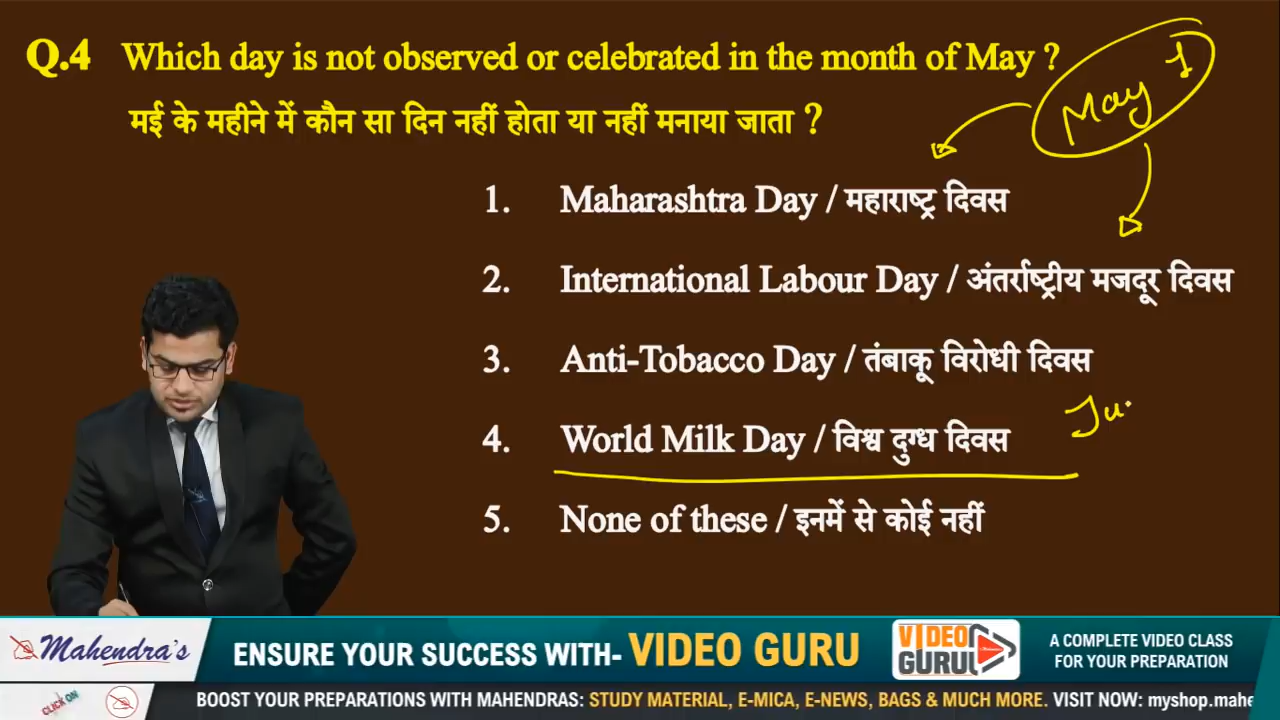 Q.4 Which day is not observed or celebrated in the month of May ?
मई के महीने में कौन सा दिन नहीं होता या नहीं मनाया जाता ?
May 1
1. Maharashtra Day / महाराष्ट्र दिवस
2. International Labour Day / अंतर्राष्ट्रीय मजदूर दिवस
3. Anti-Tobacco Day / तंबाकू विरोधी दिवस
Ju
4. World Milk Day / विश्व दुग्ध दिवस
5. None of these / इनमें से कोई नहीं
Mahendra's
ENSURE YOUR SUCCESS WITH- VIDEO GURU
VIDEO
GURU
A COMPLETE VIDEO CLASS
FOR YOUR PREPARATION
CLICK ON
BOOST YOUR PREPARATIONS WITH MAHENDRAS: STUDY MATERIAL, E-MICA, E-NEWS, BAGS & MUCH MORE. VISIT NOW: myshop.mahe